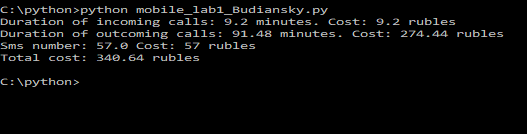 C:\python>python mobile_lab1_Budiansky.py
Duration of incoming calls: 9.2 minutes. Cost: 9.2 rubles
Duration of outcoming calls: 91.48 minutes. Cost: 274.44 rubles
Sms number: 57.0 Cost: 57 rubles
Total cost: 340.64 rubles
C:\python>